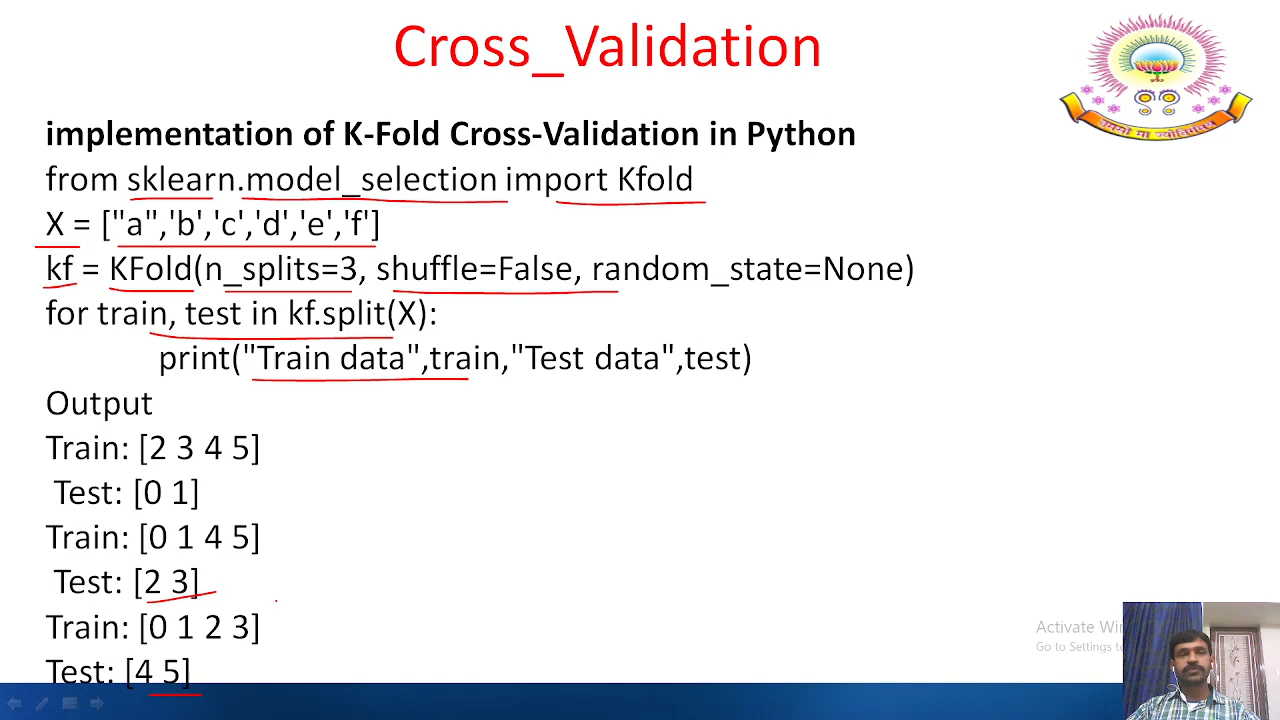 Cross_Validation
implementation of K-Fold Cross-Validation in Python
from sklearn.model_selection import Kfold
X = ["a",'b','c','d','e','f']
kf = KFold(n_splits=3, shuffle=False, random_state=None)
for train, test in kf.split(X):
print("Train data",train,"Test data",test)
Output
Train: [2 3 4 5]
Test: [0 1]
Train: [0 1 4 5]
Test: [2 3]
Train: [0 1 2 3]
Test: [4 5]
तमसो मा ज्योतिर्गमय
Activate Win
Go to Settings t